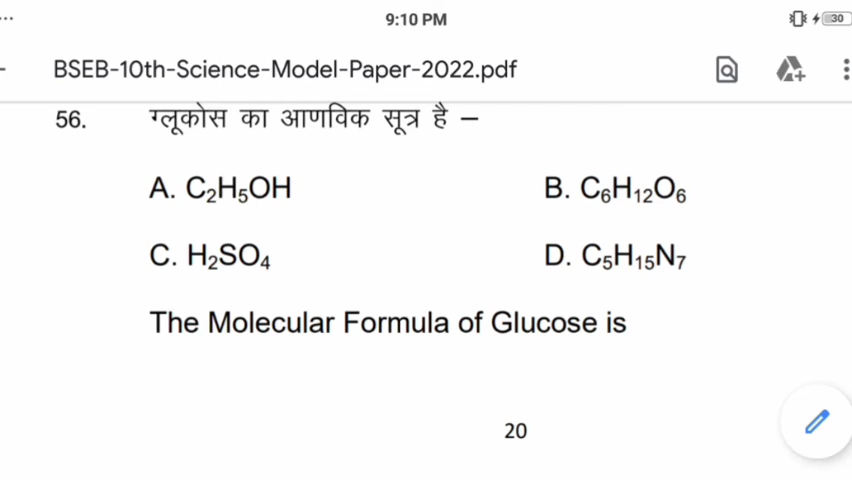 9:10 PM
30
BSEB-10th-Science-Model-Paper-2022.pdf
56. ग्लूकोस का आणविक सूत्र है –
A. C₂H₅OH B. C₆H₁₂O₆
C. H₂SO₄ D. C₅H₁₅N₇
The Molecular Formula of Glucose is
20